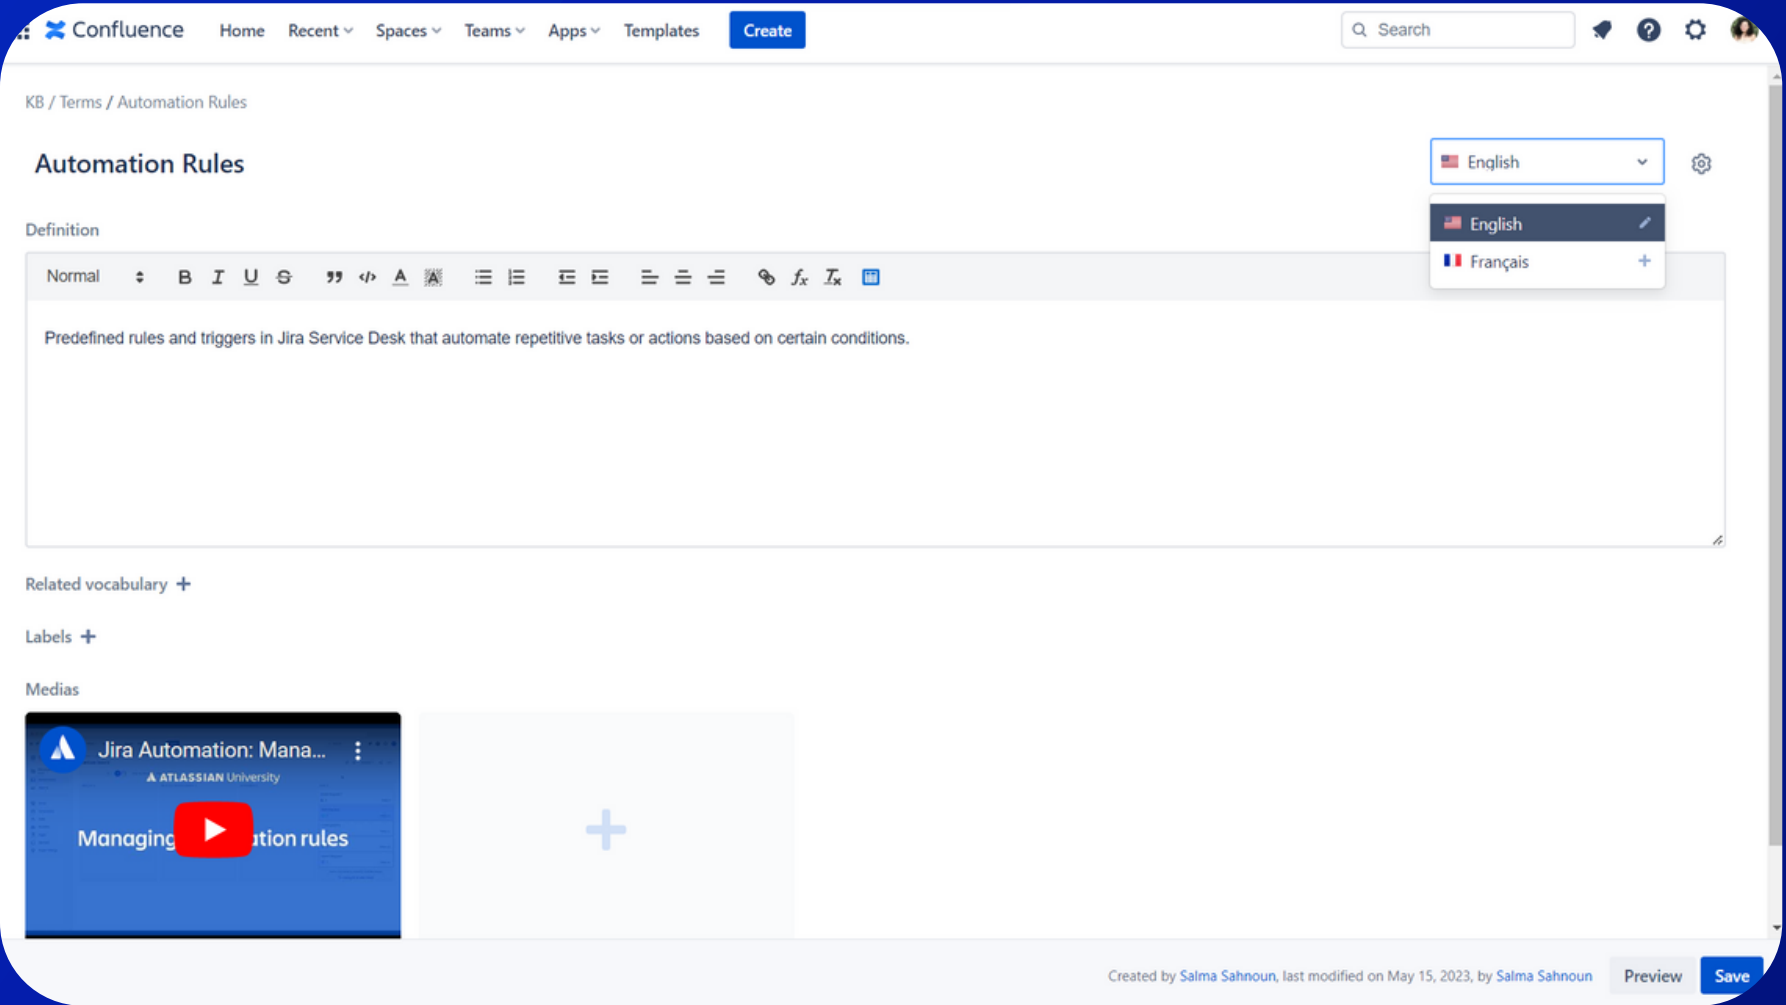 Confluence Home Recent Spaces Teams Apps Templates Create Search
KB / Terms / Automation Rules
Automation Rules
English
English
Français
Definition
Normal
Predefined rules and triggers in Jira Service Desk that automate repetitive tasks or actions based on certain conditions.
Related vocabulary +
Labels +
Medias
Jira Automation: Mana...
ATLASSIAN University
Managing ation rules
Created by Salma Sahnoun, last modified on May 15, 2023, by Salma Sahnoun Preview Save